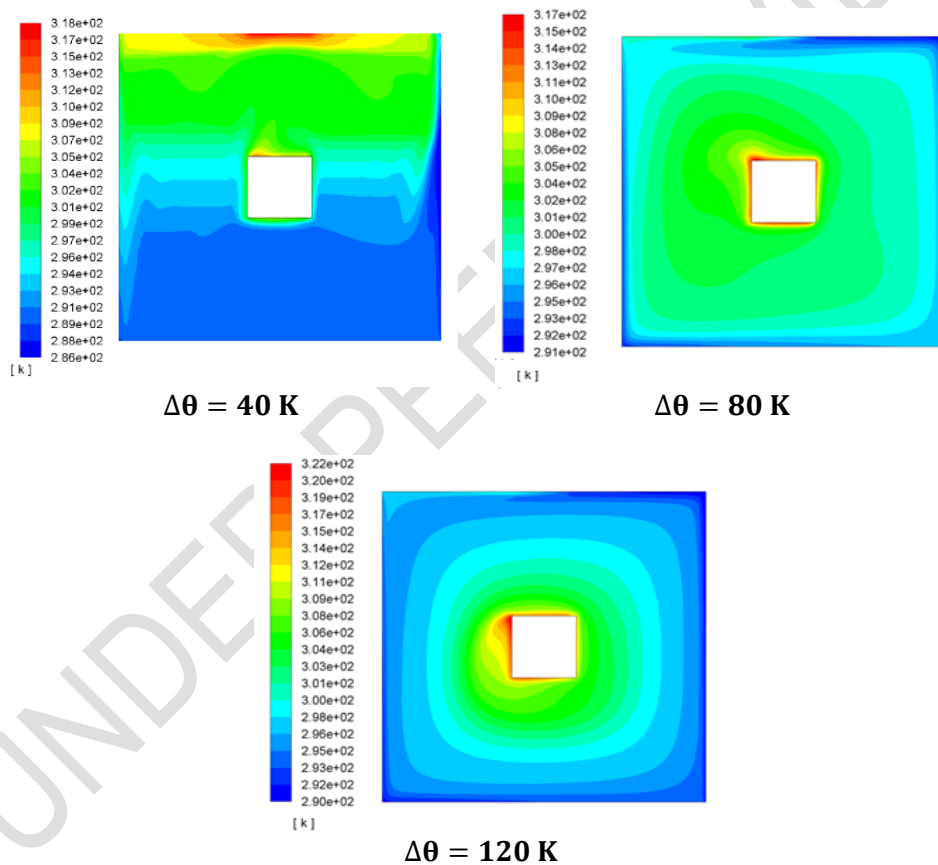 3.18e+02
3.17e+02
3.15e+02
3.13e+02
3.12e+02
3.10e+02
3.09e+02
3.07e+02
3.05e+02
3.04e+02
3.02e+02
3.01e+02
2.99e+02
2.97e+02
2.96e+02
2.94e+02
2.93e+02
2.91e+02
2.89e+02
2.88e+02
2.86e+02
[ k ]
Δθ = 40 K
3.17e+02
3.15e+02
3.14e+02
3.13e+02
3.11e+02
3.10e+02
3.09e+02
3.08e+02
3.06e+02
3.05e+02
3.04e+02
3.02e+02
3.01e+02
3.00e+02
2.98e+02
2.97e+02
2.96e+02
2.95e+02
2.93e+02
2.92e+02
2.91e+02
[ k ]
Δθ = 80 K
3.22e+02
3.20e+02
3.19e+02
3.17e+02
3.15e+02
3.14e+02
3.12e+02
3.11e+02
3.09e+02
3.08e+02
3.06e+02
3.04e+02
3.03e+02
3.01e+02
3.00e+02
2.98e+02
2.96e+02
2.95e+02
2.93e+02
2.92e+02
2.90e+02
[ k ]
Δθ = 120 K
UNDER PEER